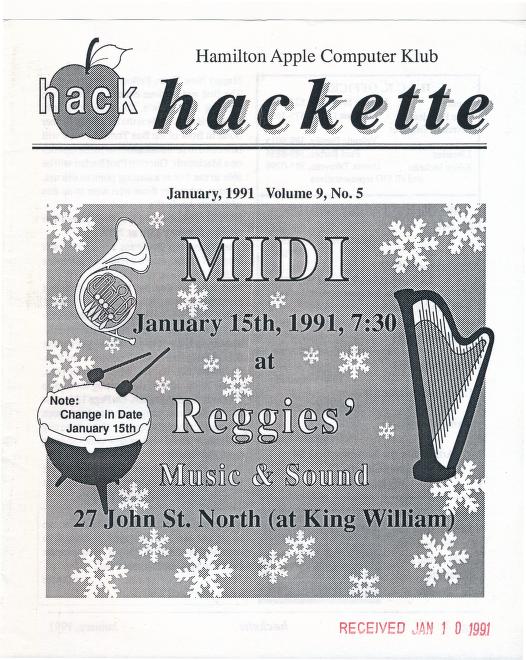 Hamilton Apple Computer Klub
hack
hackette
January, 1991 Volume 9, No. 5
MIDI
January 15th, 1991, 7:30
at
Note:
Change in Date
January 15th
Reggies'
Music & Sound
27 John St. North (at King William)
RECEIVED JAN 1 0 1991